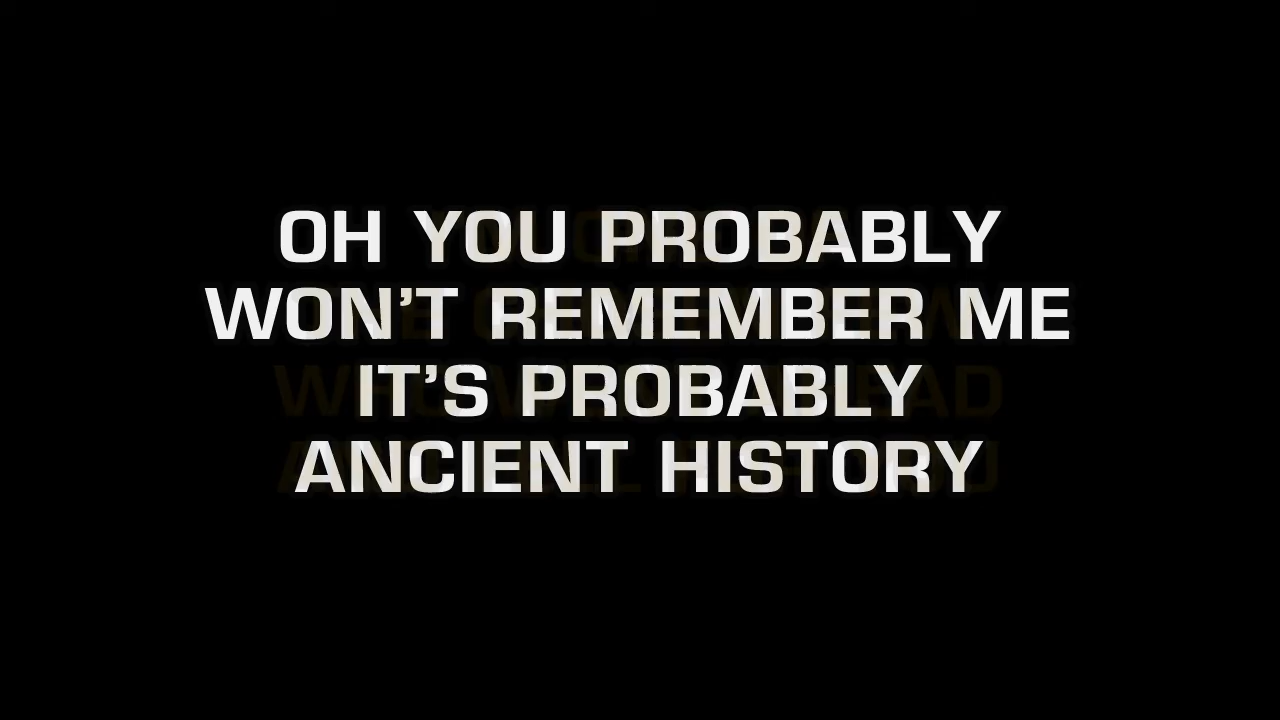 OH YOU PROBABLY
WON’T REMEMBER ME
IT’S PROBABLY
ANCIENT HISTORY